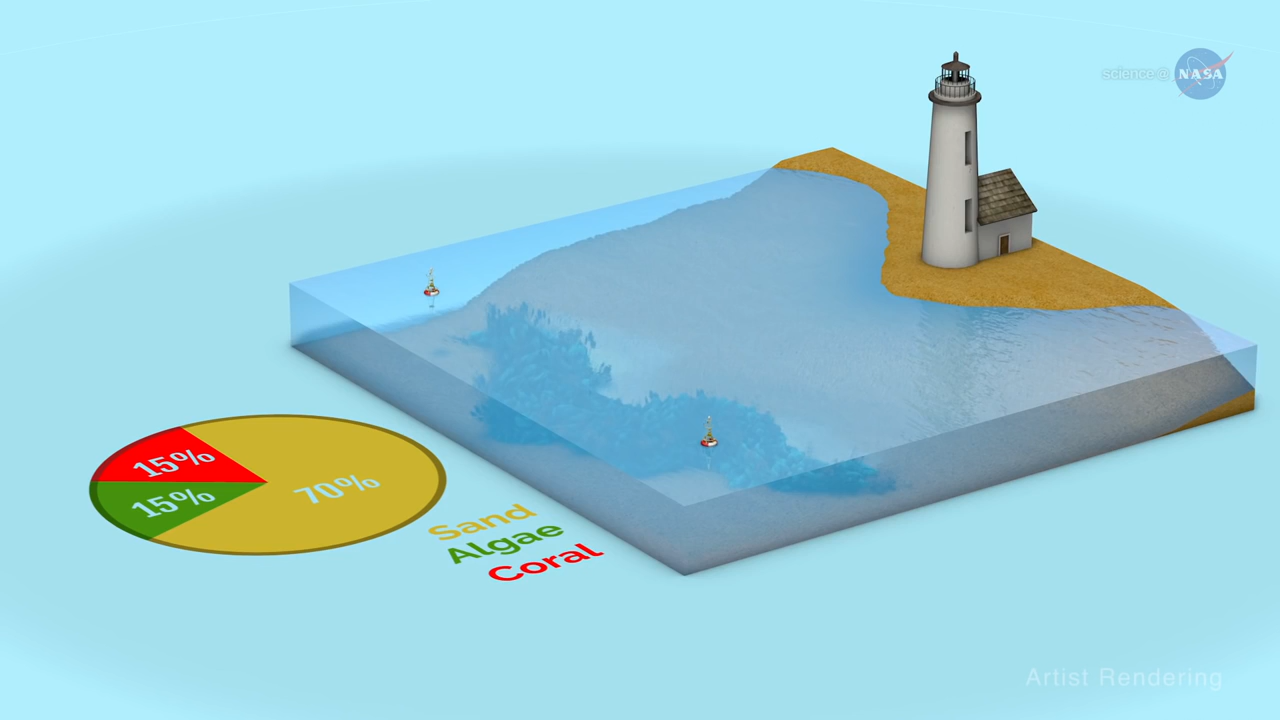 science@ NASA
15%
70%
15%
Sand
Algae
Coral
Artist Rendering